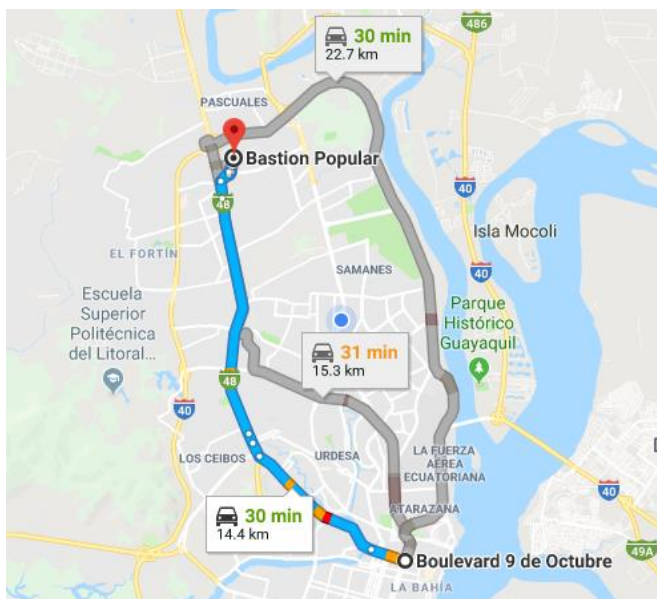 486
30 min
22.7 km
PASCUALES
Bastion Popular
48
40
Isla Mocoli
EL FORTÍN
SAMANES
40
Escuela
Superior
Politécnica
del Litoral...
Parque
Histórico
Guayaquil
31 min
15.3 km
48
40
LOS CEIBOS
URDESA
LA FUERZA
AÉREA
ECUATORIANA
40
30 min
14.4 km
ATARAZANA
49A
Boulevard 9 de Octubre
LA BAHÍA